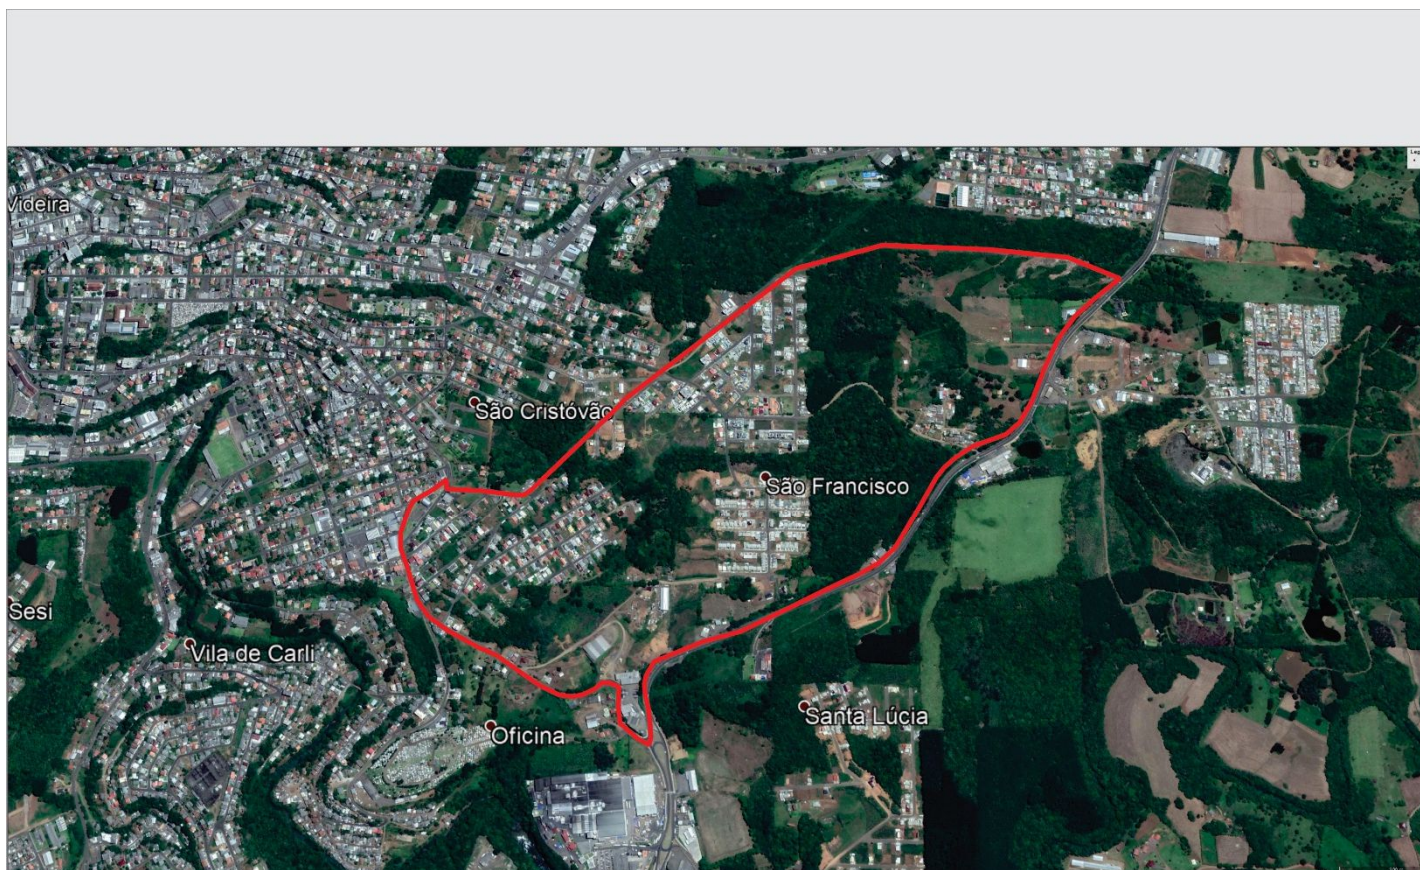 Videira
São Cristóvão
São Francisco
Sesi
Vila de Carli
Santa Lúcia
Oficina